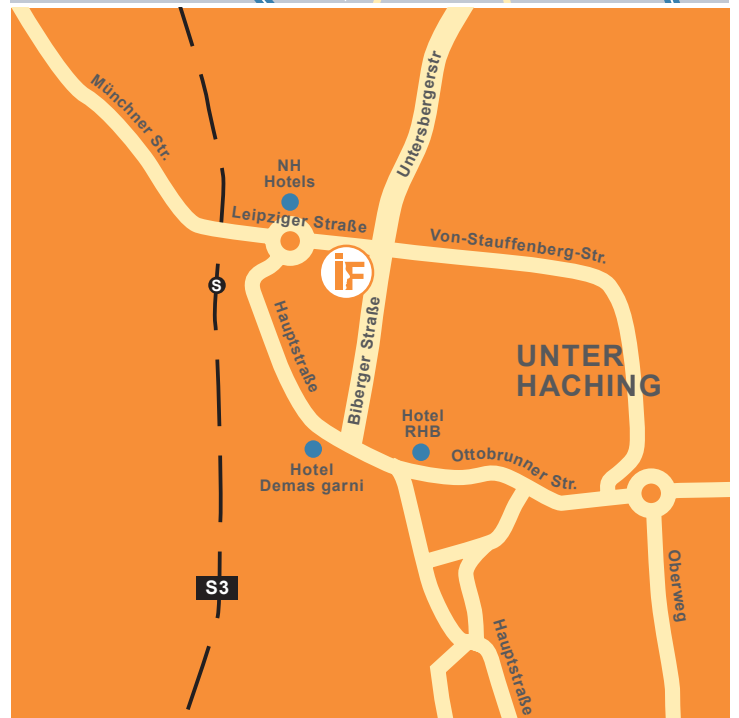 Münchner Str.
Untersbergerstr
NH
Hotels
Leipziger Straße
Von-Stauffenberg-Str.
iF
S
Hauptstraße
Biberger Straße
UNTER
HACHING
Hotel
RHB
Ottobrunner Str.
Hotel
Demas garni
S3
Oberweg
Hauptstraße